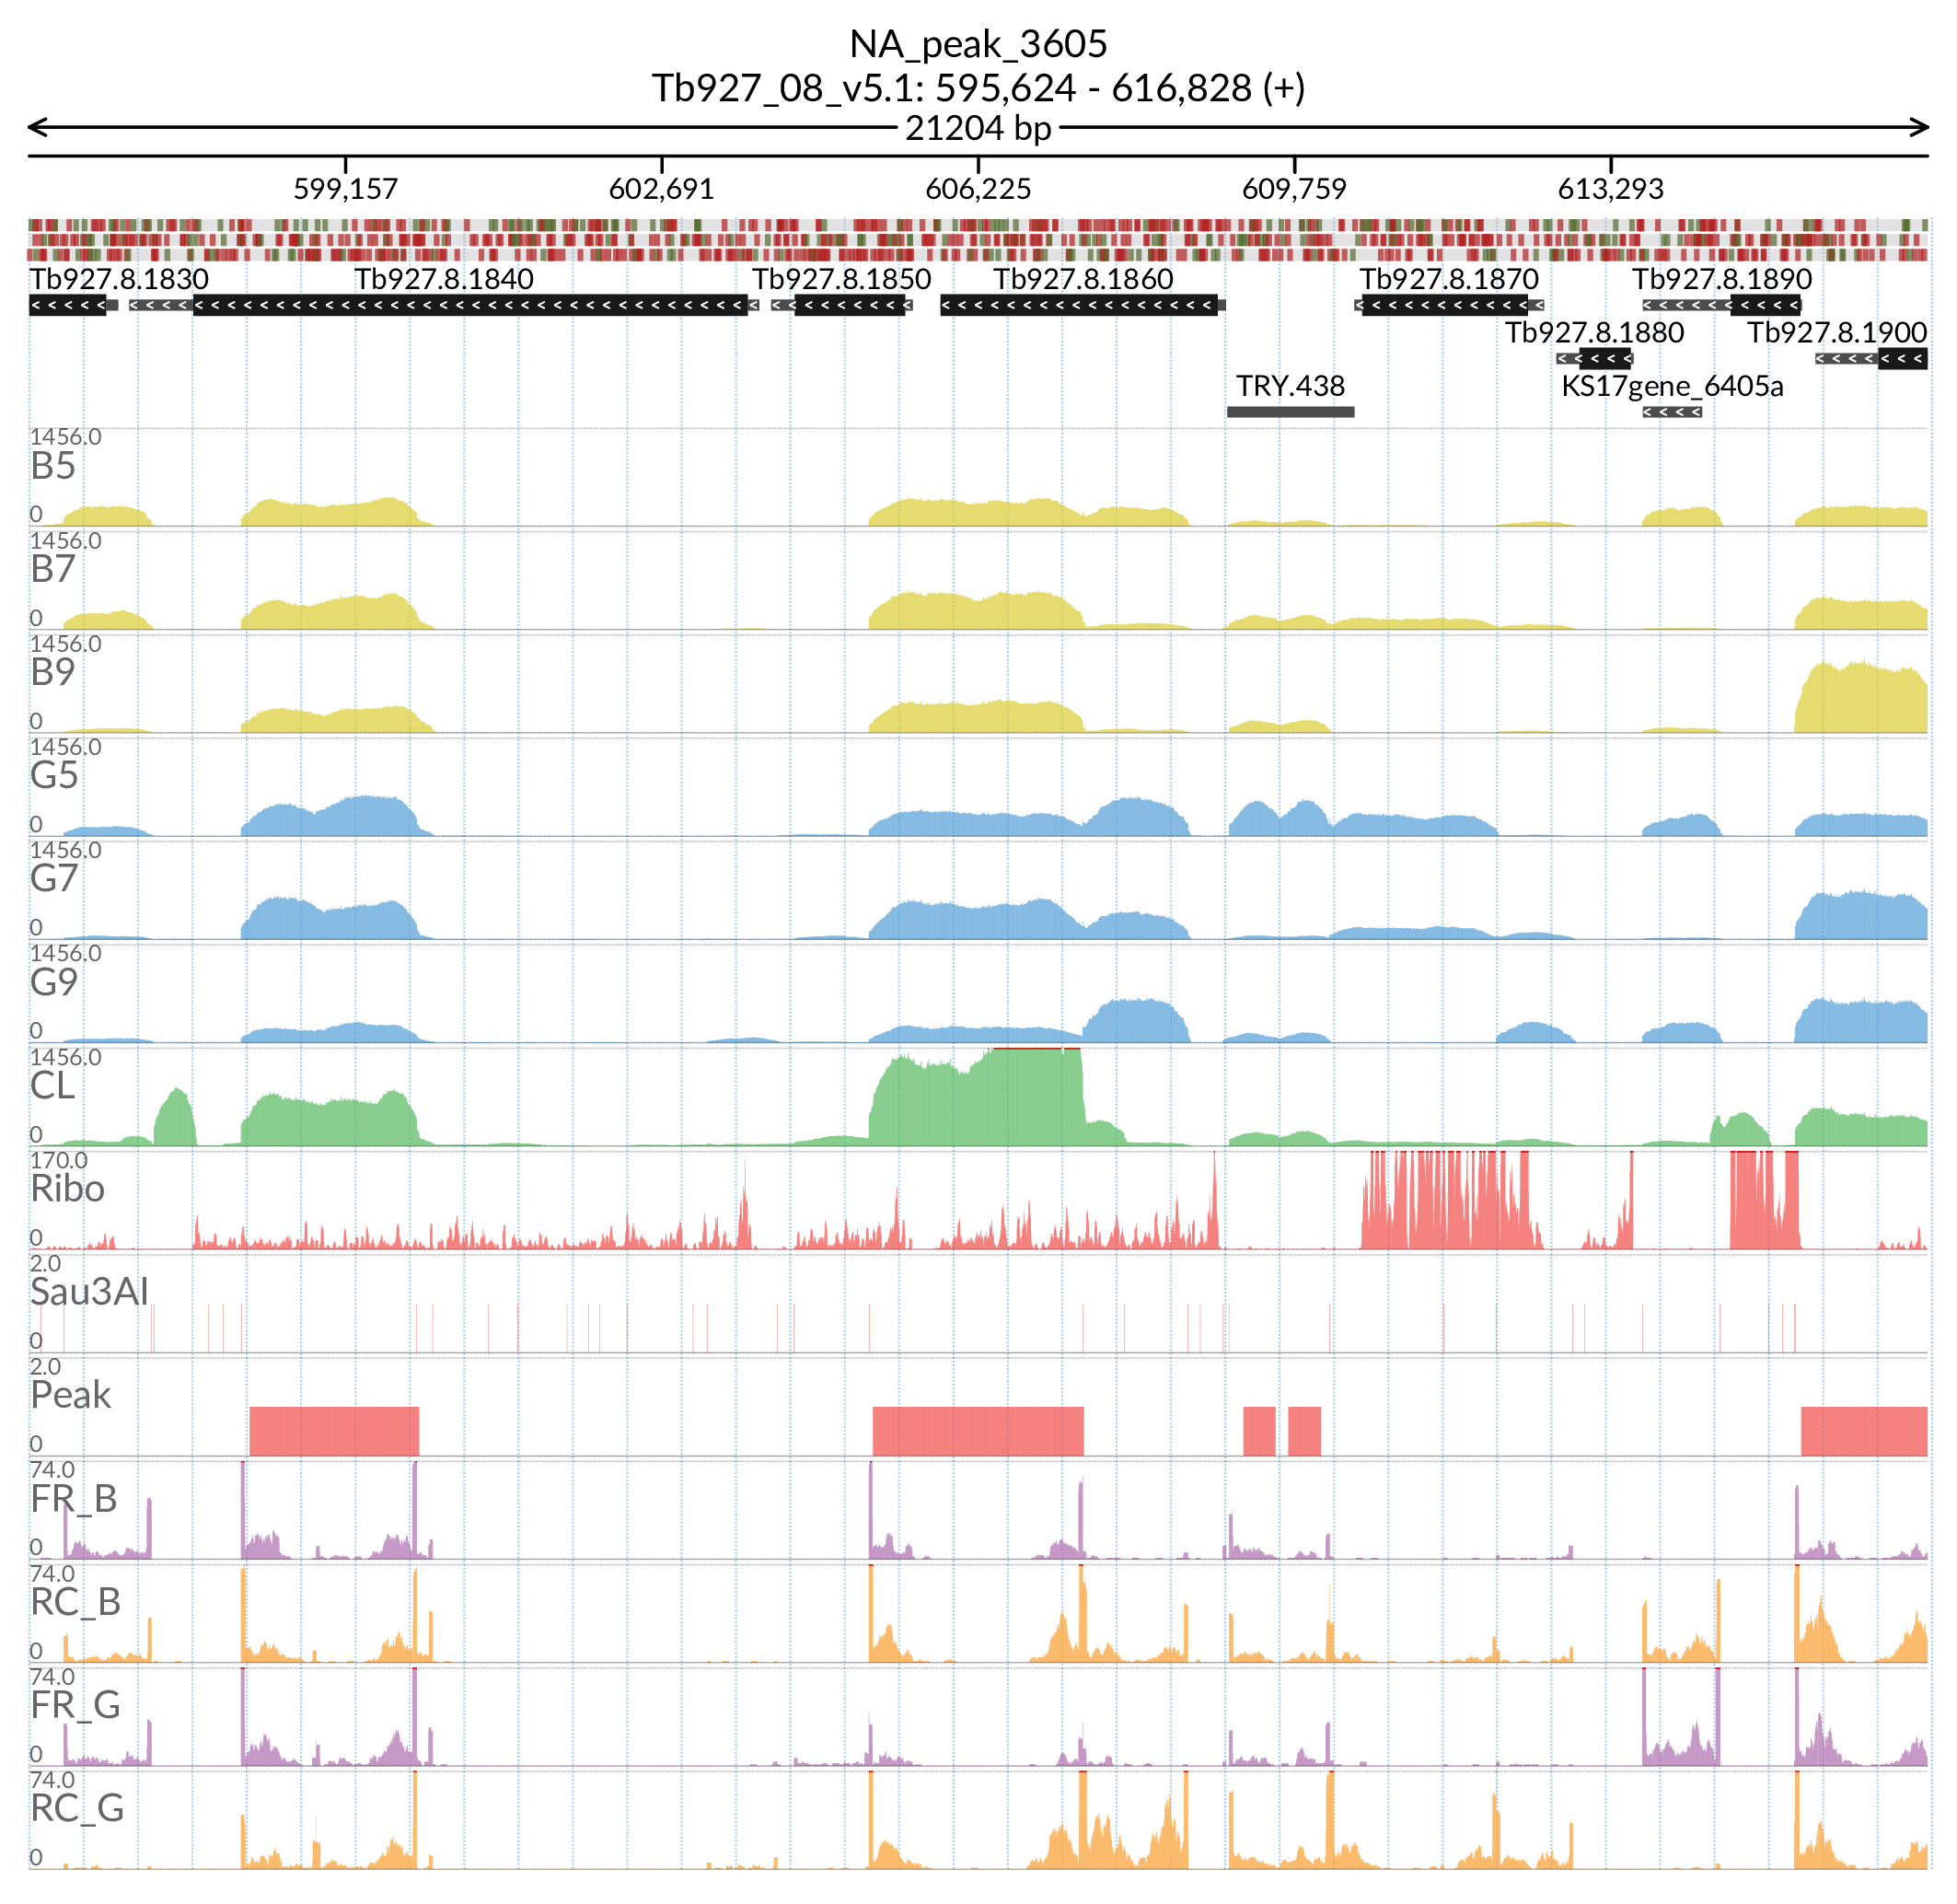 NA_peak_3605
Tb927_08_v5.1: 595,624 - 616,828 (+)
21204 bp
599,157 602,691 606,225 609,759 613,293
Tb927.8.1830 Tb927.8.1840 Tb927.8.1850 Tb927.8.1860 Tb927.8.1870 Tb927.8.1890
Tb927.8.1880 Tb927.8.1900
TRY.438 KS17gene_6405a
1456.0
B5
0
1456.0
B7
0
1456.0
B9
0
1456.0
G5
0
1456.0
G7
0
1456.0
G9
0
1456.0
CL
0
170.0
Ribo
0
2.0
Sau3AI
0
2.0
Peak
0
74.0
FR_B
0
74.0
RC_B
0
74.0
FR_G
0
74.0
RC_G
0